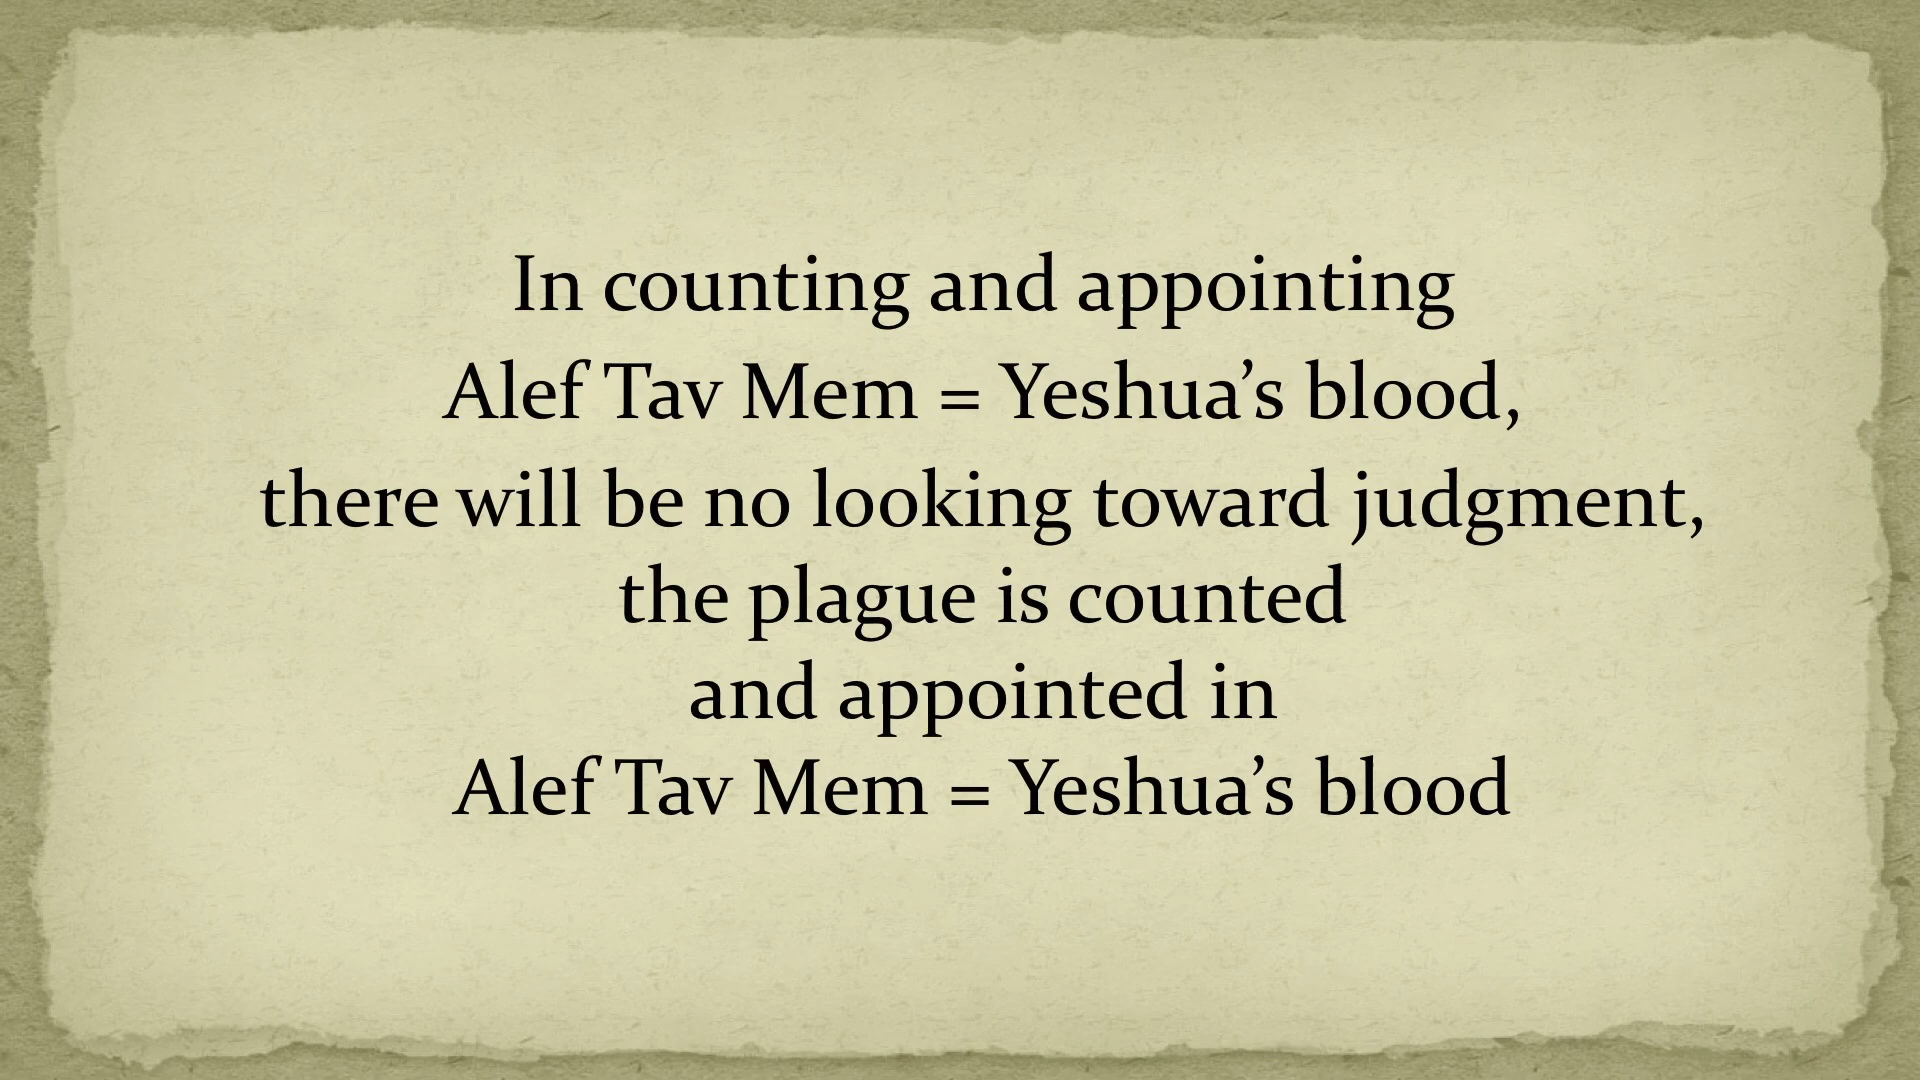 In counting and appointing
Alef Tav Mem = Yeshua’s blood,
there will be no looking toward judgment,
the plague is counted
and appointed in
Alef Tav Mem = Yeshua’s blood